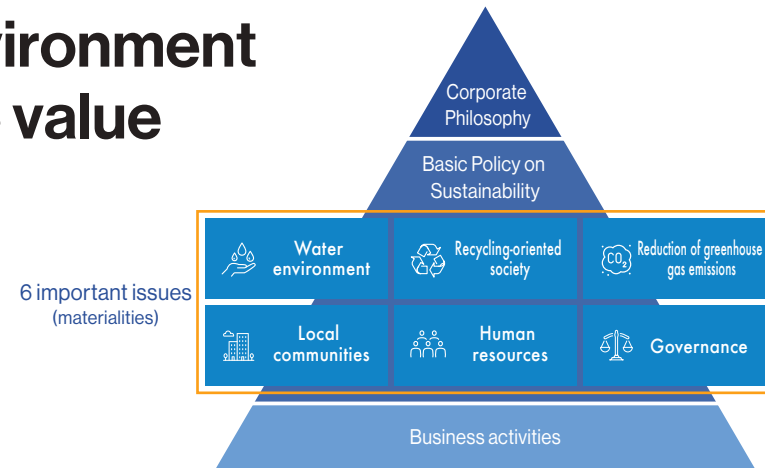 vironment
value
Corporate
Philosophy
Basic Policy on
Sustainability
6 important issues
(materialities)
Water
environment
Recycling-oriented
society
CO₂
Reduction of greenhouse
gas emissions
Local
communities
Human
resources
Governance
Business activities